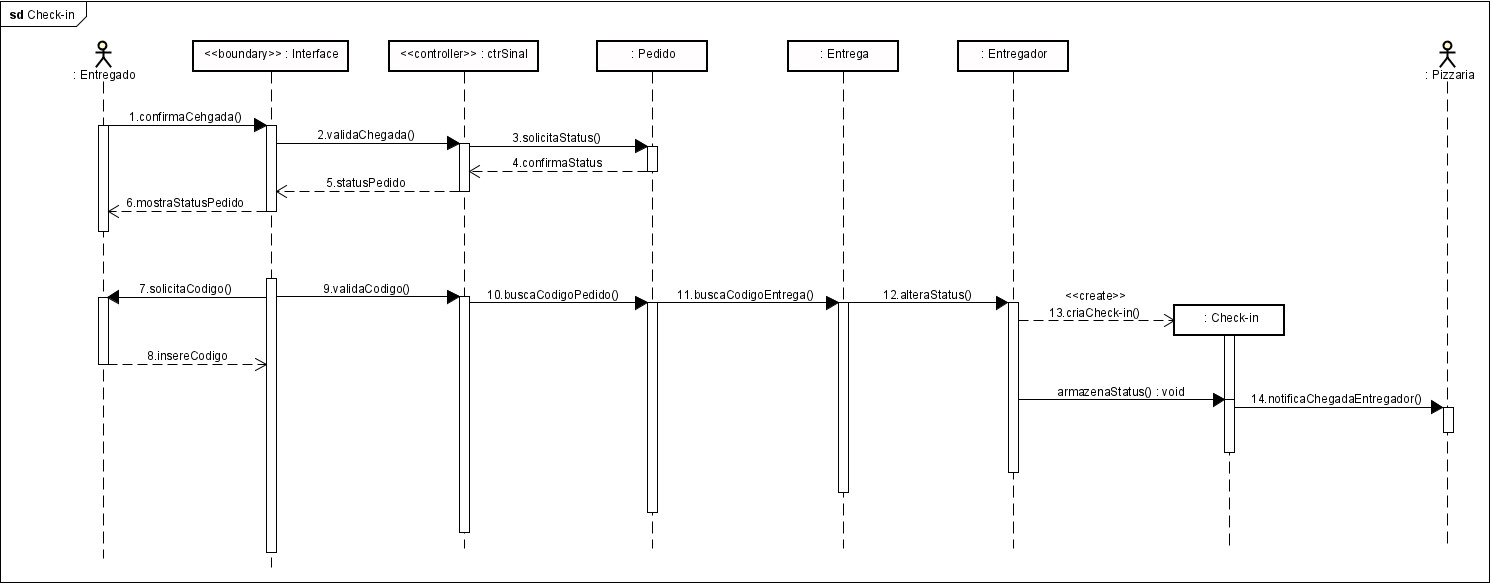 sd Check-in
: Entregado
<<boundary>> : Interface
<<controller>> : ctrSinal
: Pedido
: Entrega
: Entregador
: Pizzaria
1.confirmaCehgada()
2.validaChegada()
3.solicitaStatus()
4.confirmaStatus
5.statusPedido
6.mostraStatusPedido
7.solicitaCodigo()
9.validaCodigo()
10.buscaCodigoPedido()
11.buscaCodigoEntrega()
12.alteraStatus()
<<create>>
13.criaCheck-in()
: Check-in
8.insereCodigo
armazenaStatus() : void
14.notificaChegadaEntregador()